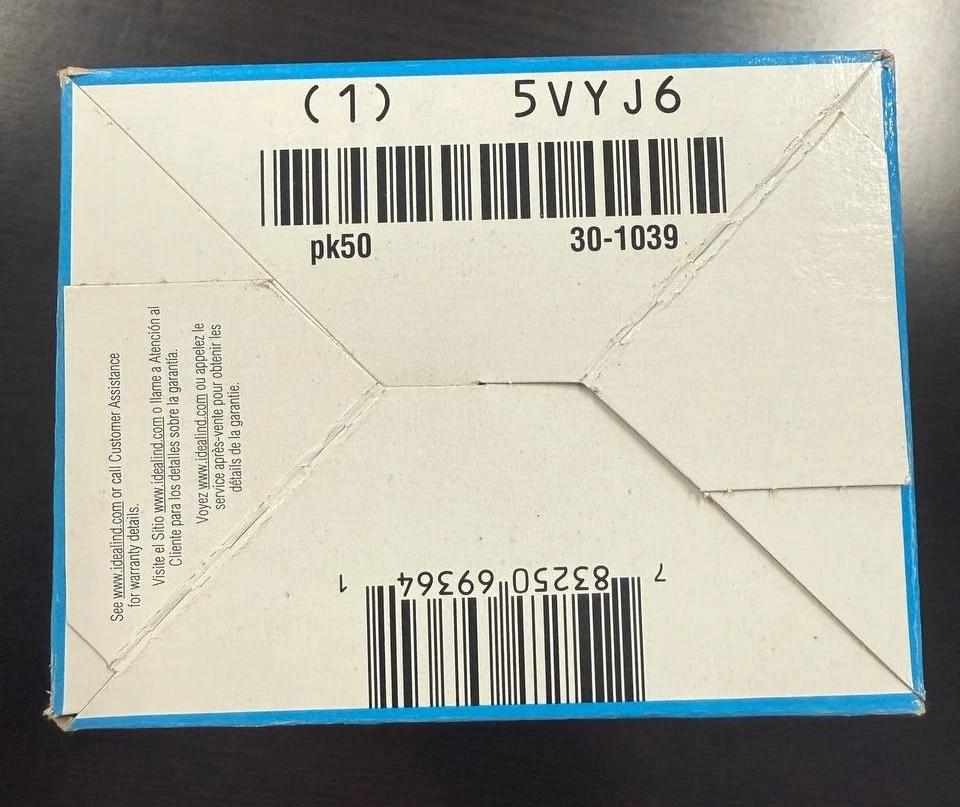 (1) 5VYJ6
pk50 30-1039
See www.idealind.com or call Customer Assistance
for warranty details.
Visite el Sitio www.idealind.com o llame a Atención al
Cliente para los detalles sobre la garantía.
Voyez www.idealind.com ou appelez le
service après-vente pour obtenir les
détails de la garantie.
7 83250 69364 1